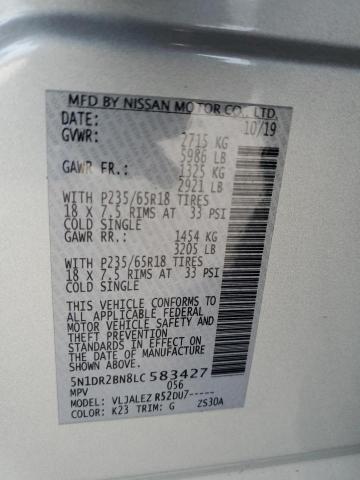 MFD BY NISSAN MOTOR CO., LTD.
DATE: 10/19
GVWR: 2715 KG
5986 LB
GAWR FR.: 1325 KG
2921 LB
WITH P235/65R18 TIRES
18 X 7.5 RIMS AT 33 PSI
COLD SINGLE
GAWR RR.: 1454 KG
3205 LB
WITH P235/65R18 TIRES
18 X 7.5 RIMS AT 33 PSI
COLD SINGLE
THIS VEHICLE CONFORMS TO
ALL APPLICABLE FEDERAL
MOTOR VEHICLE SAFETY AND
THEFT PREVENTION
STANDARDS IN EFFECT ON
THE DATE OF MANUFACTURE
SHOWN ABOVE.
5N1DR2BN8LC 583427
MPV 056
MODEL: VLJALEZ R52DU7-----
COLOR: K23 TRIM: G ZS30A